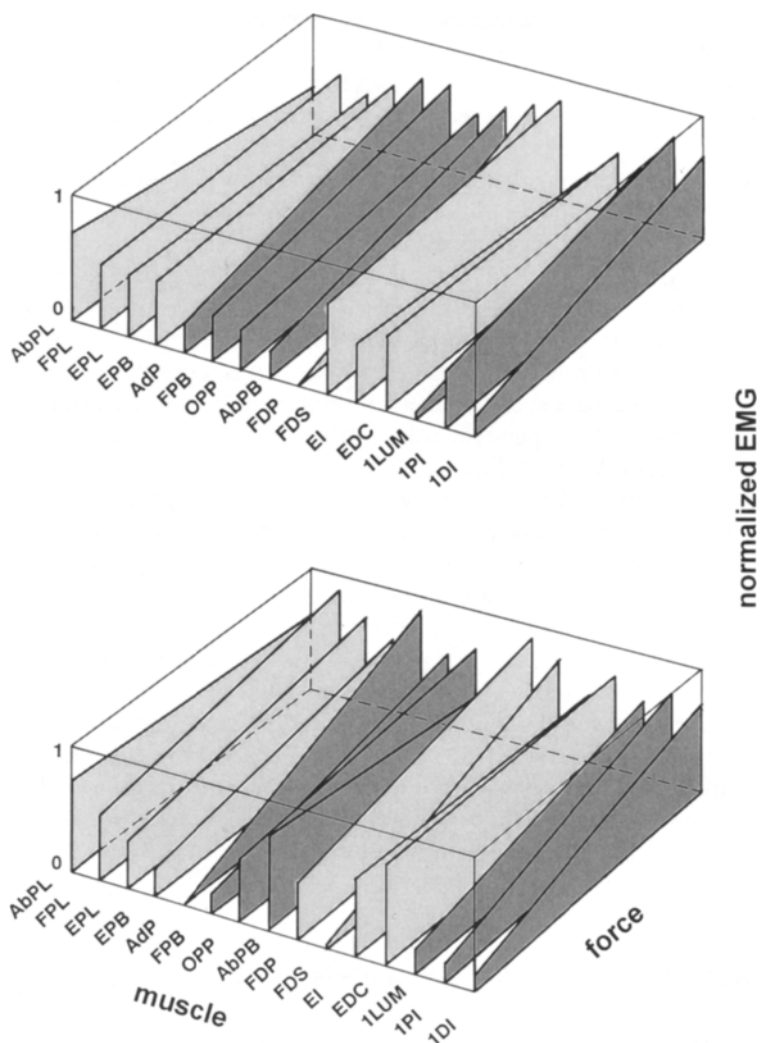 1
0
AbPL
FPL
EPL
EPB
AdP
FPB
OPP
AbPB
FDP
FDS
EI
EDC
1LUM
1PI
1DI
normalized EMG
1
0
AbPL
FPL
EPL
EPB
AdP
FPB
OPP
AbPB
FDP
FDS
EI
EDC
1LUM
1PI
1DI
muscle
force